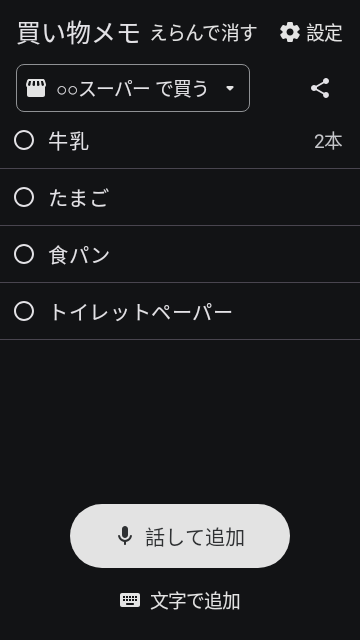 買い物メモ えらんで消す 設定
○○スーパー で買う
牛乳 2本
たまご
食パン
トイレットペーパー
話して追加
文字で追加